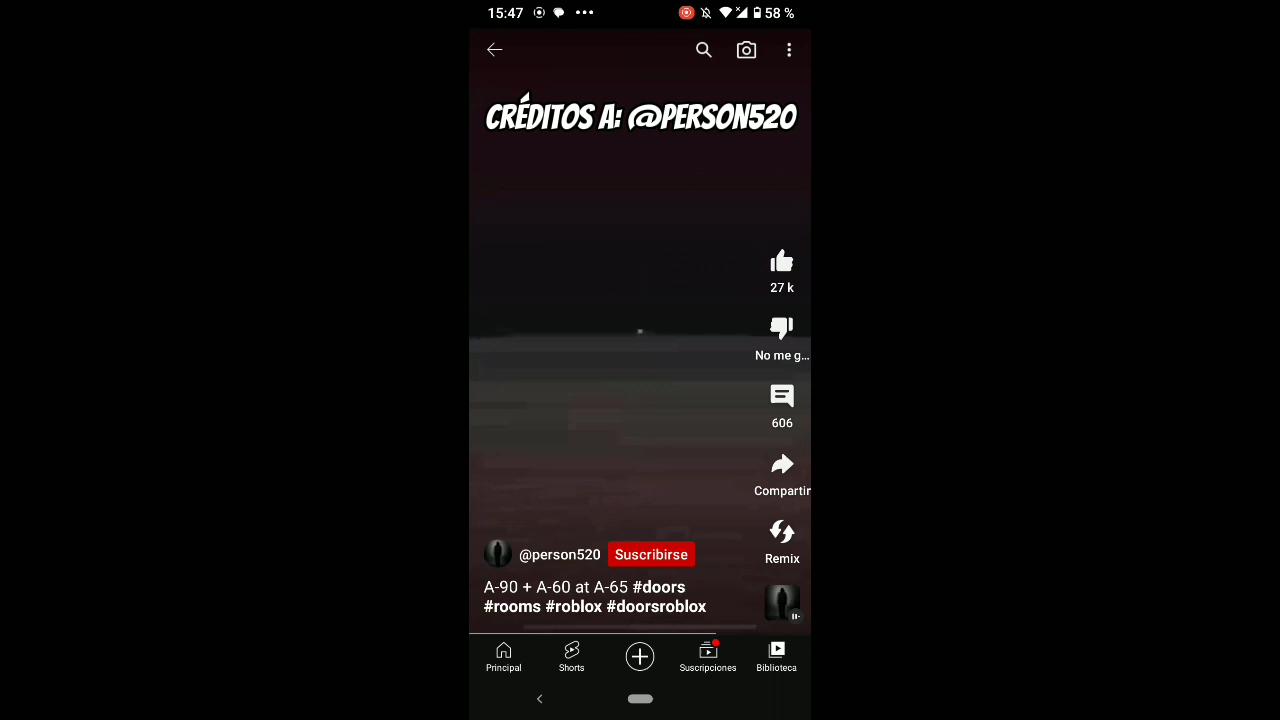 15:47 58 %
CRÉDITOS A: @PERSON520
27 k
No me g...
606
Compartir
Remix
@person520 Suscribirse
A-90 + A-60 at A-65 #doors
#rooms #roblox #doorsroblox
Principal Shorts Suscripciones Biblioteca